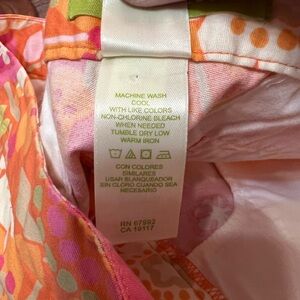 MACHINE WASH
COOL
WITH LIKE COLORS
NON-CHLORINE BLEACH
WHEN NEEDED
TUMBLE DRY LOW
WARM IRON
CON COLORES
SIMILARES
USAR BLANQUEADOR
SIN CLORO CUANDO SEA
NECESARIO
RN 67992
CA 19117